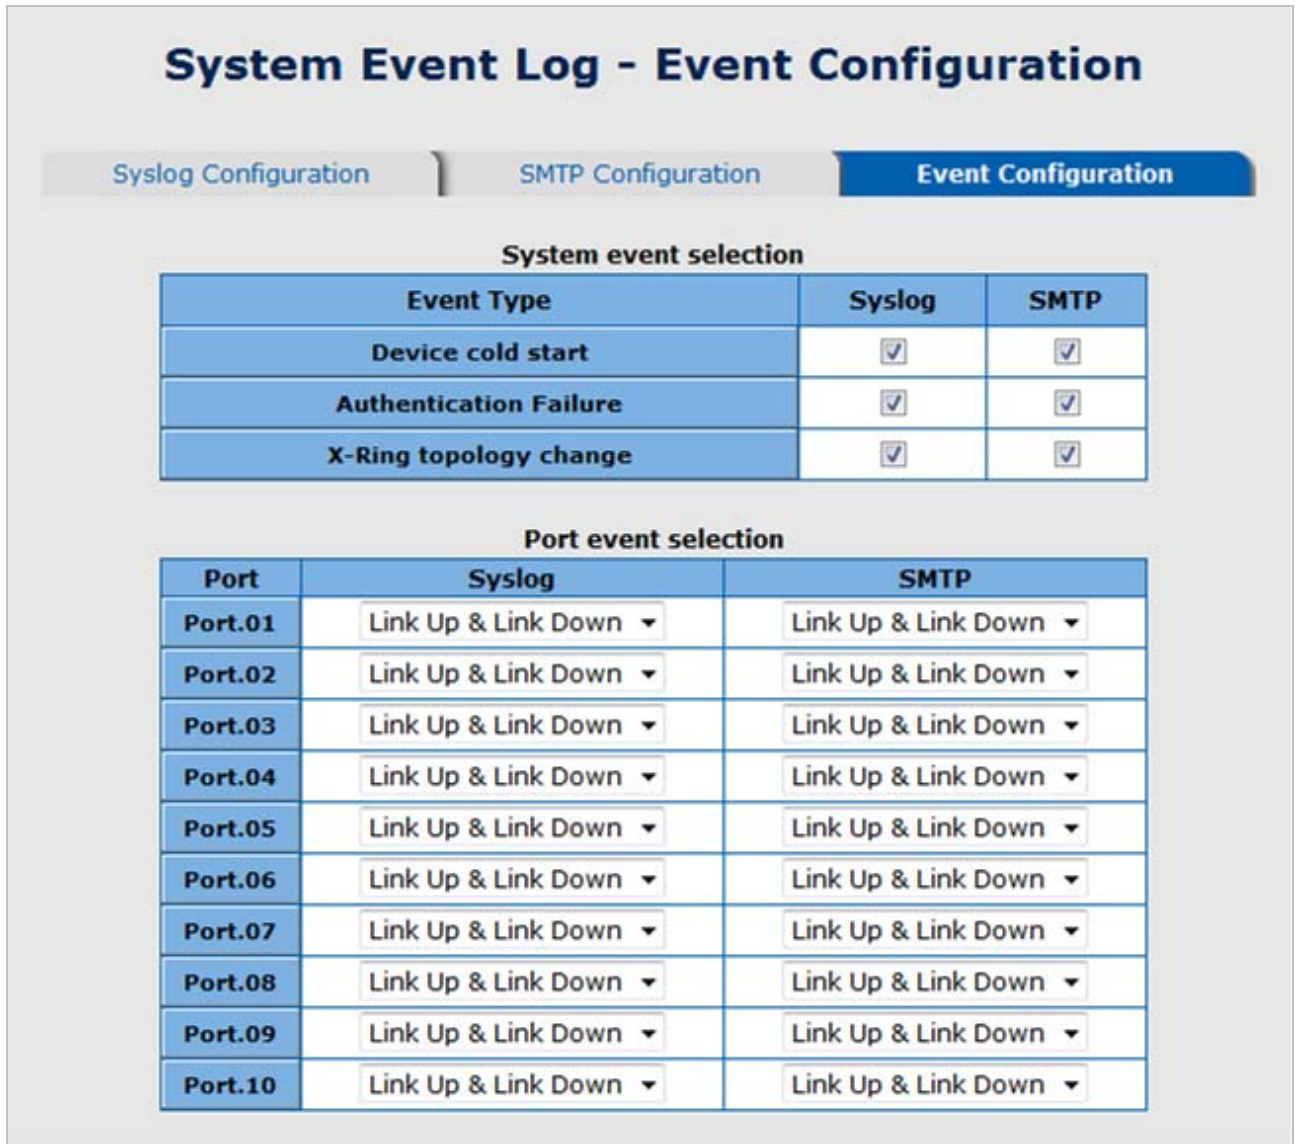 System Event Log - Event Configuration
Syslog Configuration SMTP Configuration Event Configuration
System event selection
Event Type Syslog SMTP
Device cold start
Authentication Failure
X-Ring topology change
Port event selection
Port Syslog SMTP
Port.01 Link Up & Link Down Link Up & Link Down
Port.02 Link Up & Link Down Link Up & Link Down
Port.03 Link Up & Link Down Link Up & Link Down
Port.04 Link Up & Link Down Link Up & Link Down
Port.05 Link Up & Link Down Link Up & Link Down
Port.06 Link Up & Link Down Link Up & Link Down
Port.07 Link Up & Link Down Link Up & Link Down
Port.08 Link Up & Link Down Link Up & Link Down
Port.09 Link Up & Link Down Link Up & Link Down
Port.10 Link Up & Link Down Link Up & Link Down